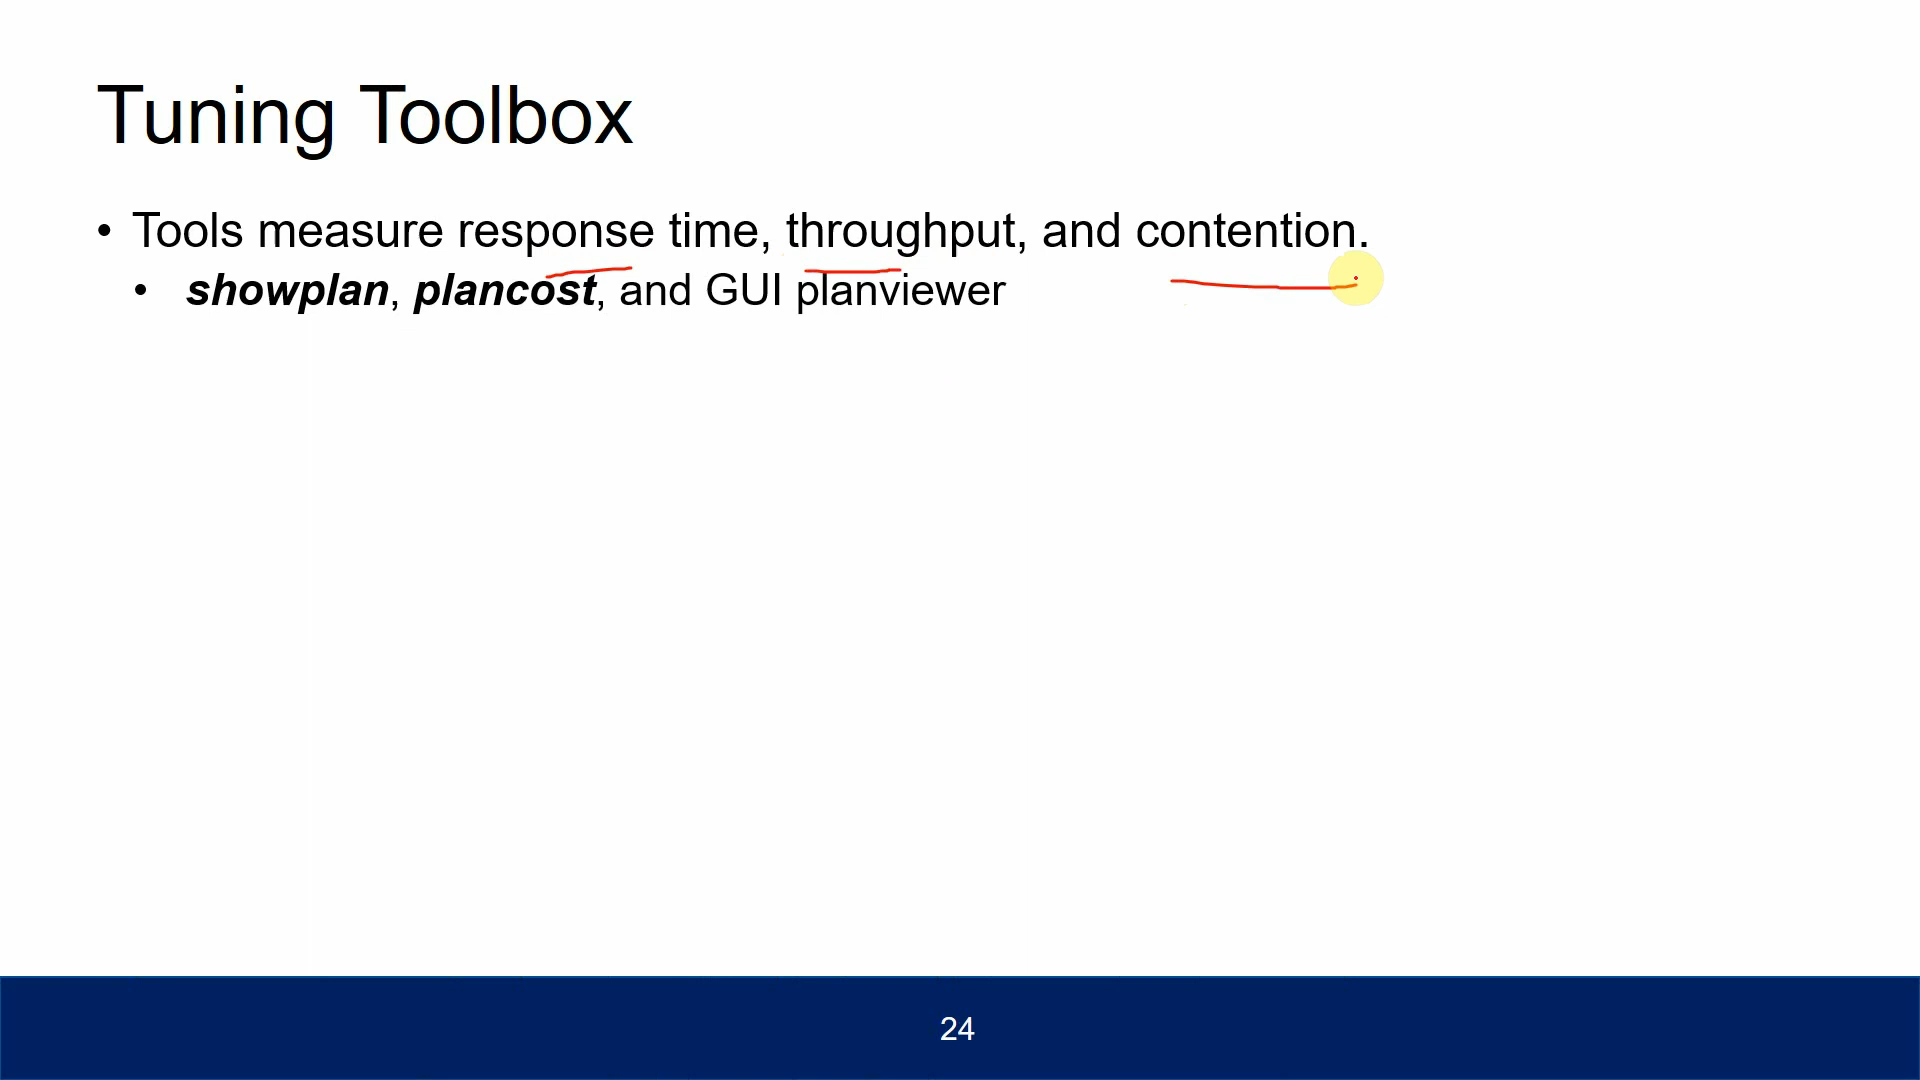 Tuning Toolbox
• Tools measure response time, throughput, and contention.
• showplan, plancost, and GUI planviewer
24